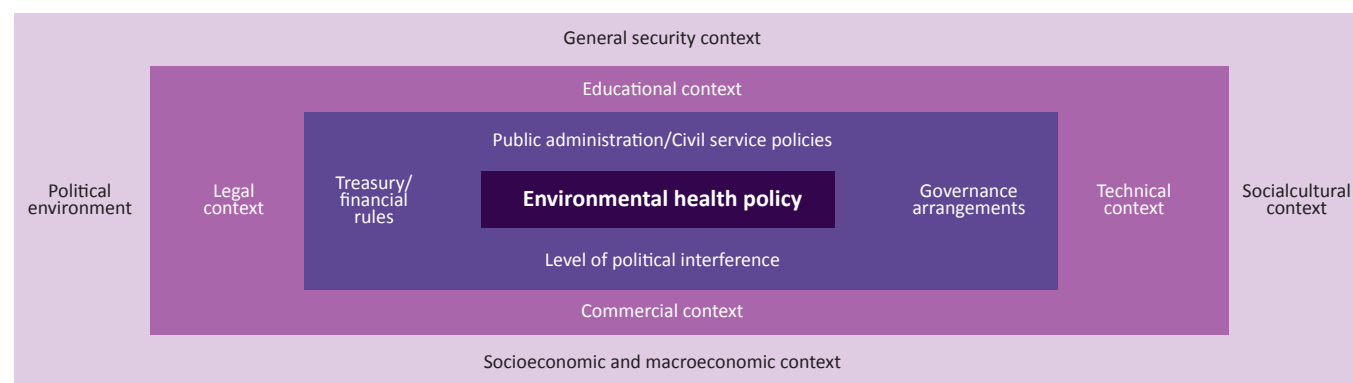 General security context
Educational context
Public administration/Civil service policies
Political
environment
Legal
context
Treasury/
financial
rules
Environmental health policy
Governance
arrangements
Technical
context
Socialcultural
context
Level of political interference
Commercial context
Socioeconomic and macroeconomic context